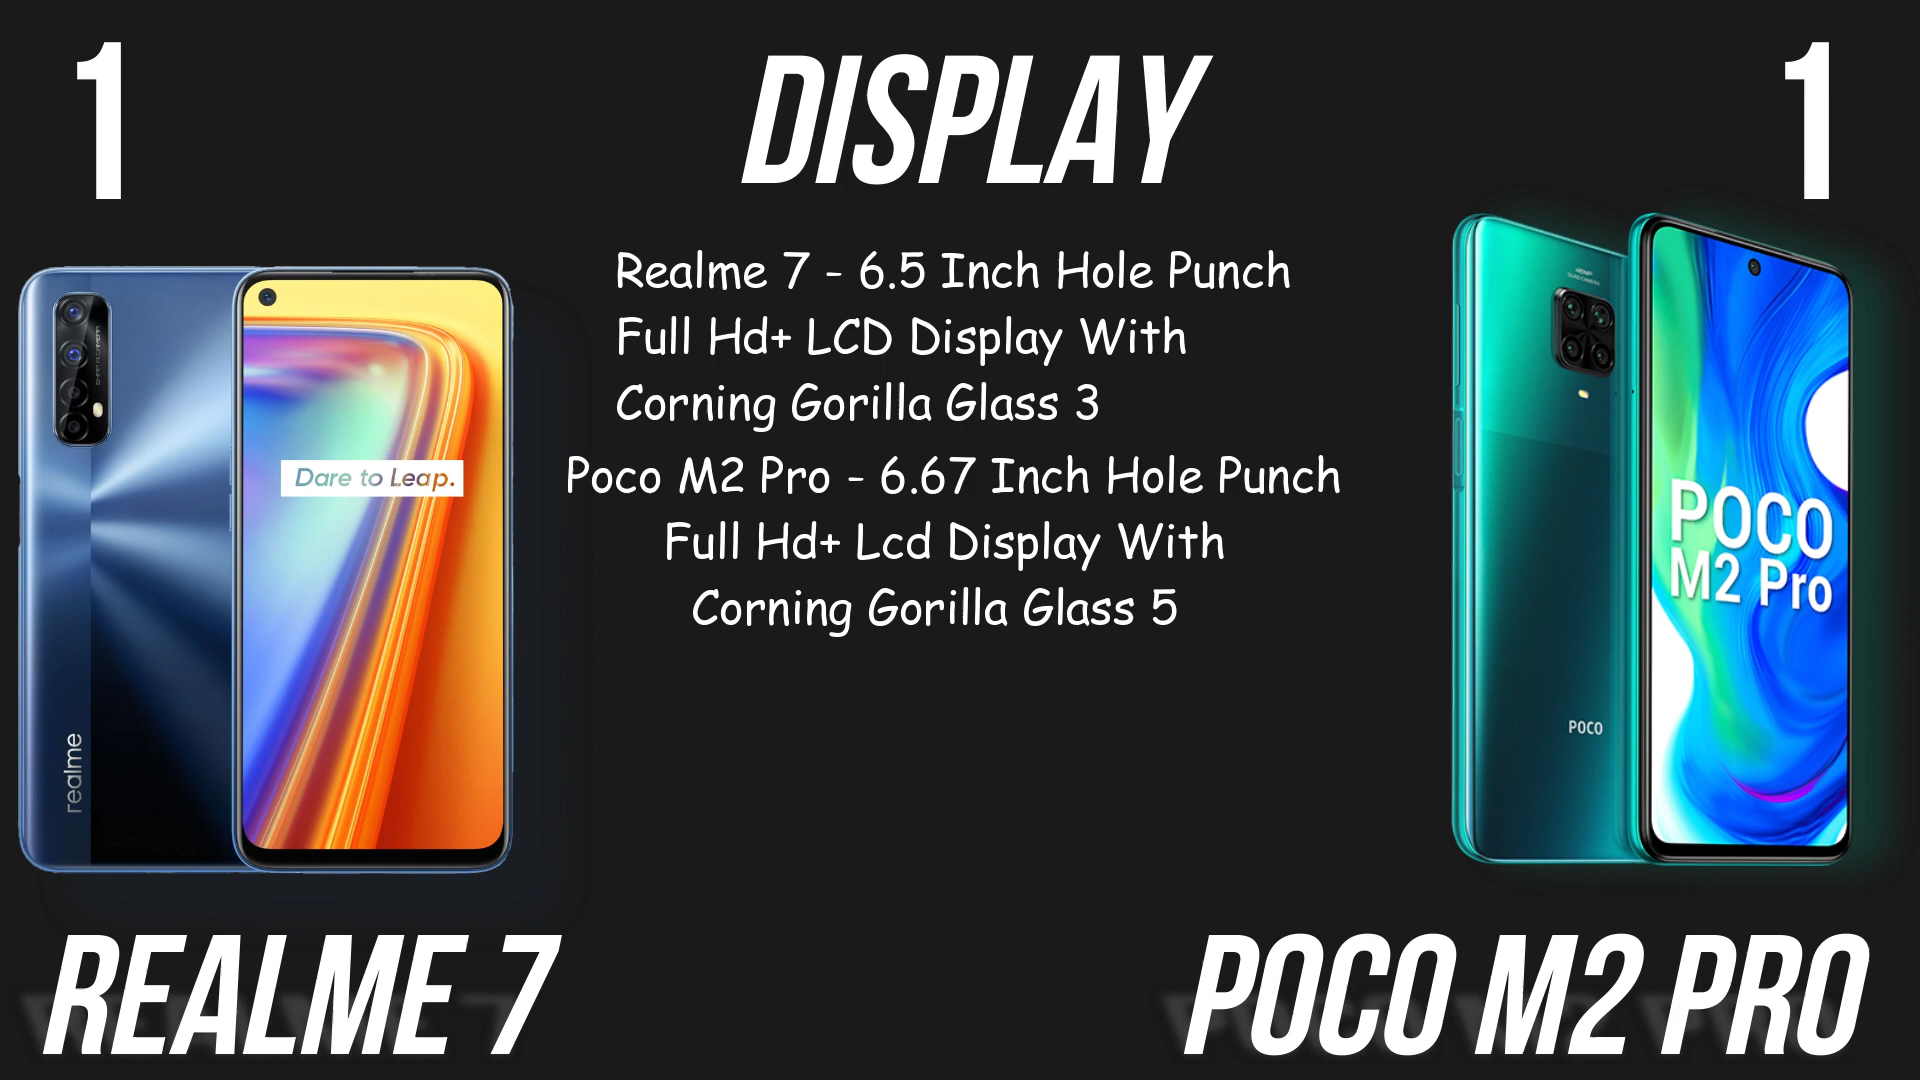 1
DISPLAY
1
Realme 7 - 6.5 Inch Hole Punch
Full Hd+ LCD Display With
Corning Gorilla Glass 3
Poco M2 Pro - 6.67 Inch Hole Punch
Full Hd+ Lcd Display With
Corning Gorilla Glass 5
Dare to Leap.
realme
POCO
M2 Pro
POCO
REALME 7
POCO M2 PRO